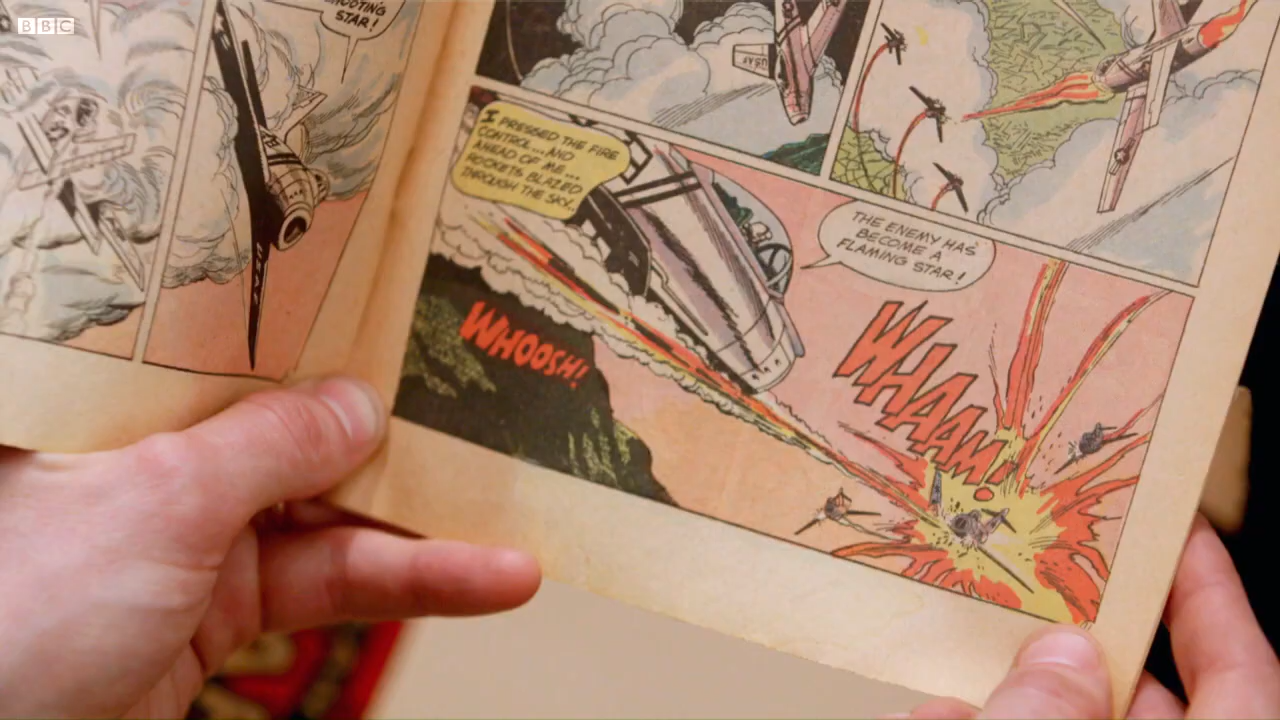 BBC
SHOOTING
STAR!
USAF
I PRESSED THE FIRE
CONTROL... AND
AHEAD OF ME...
ROCKETS BLAZED
THROUGH THE SKY...
THE ENEMY HAS
BECOME A
FLAMING STAR!
WHOOSH!
WHAAM!